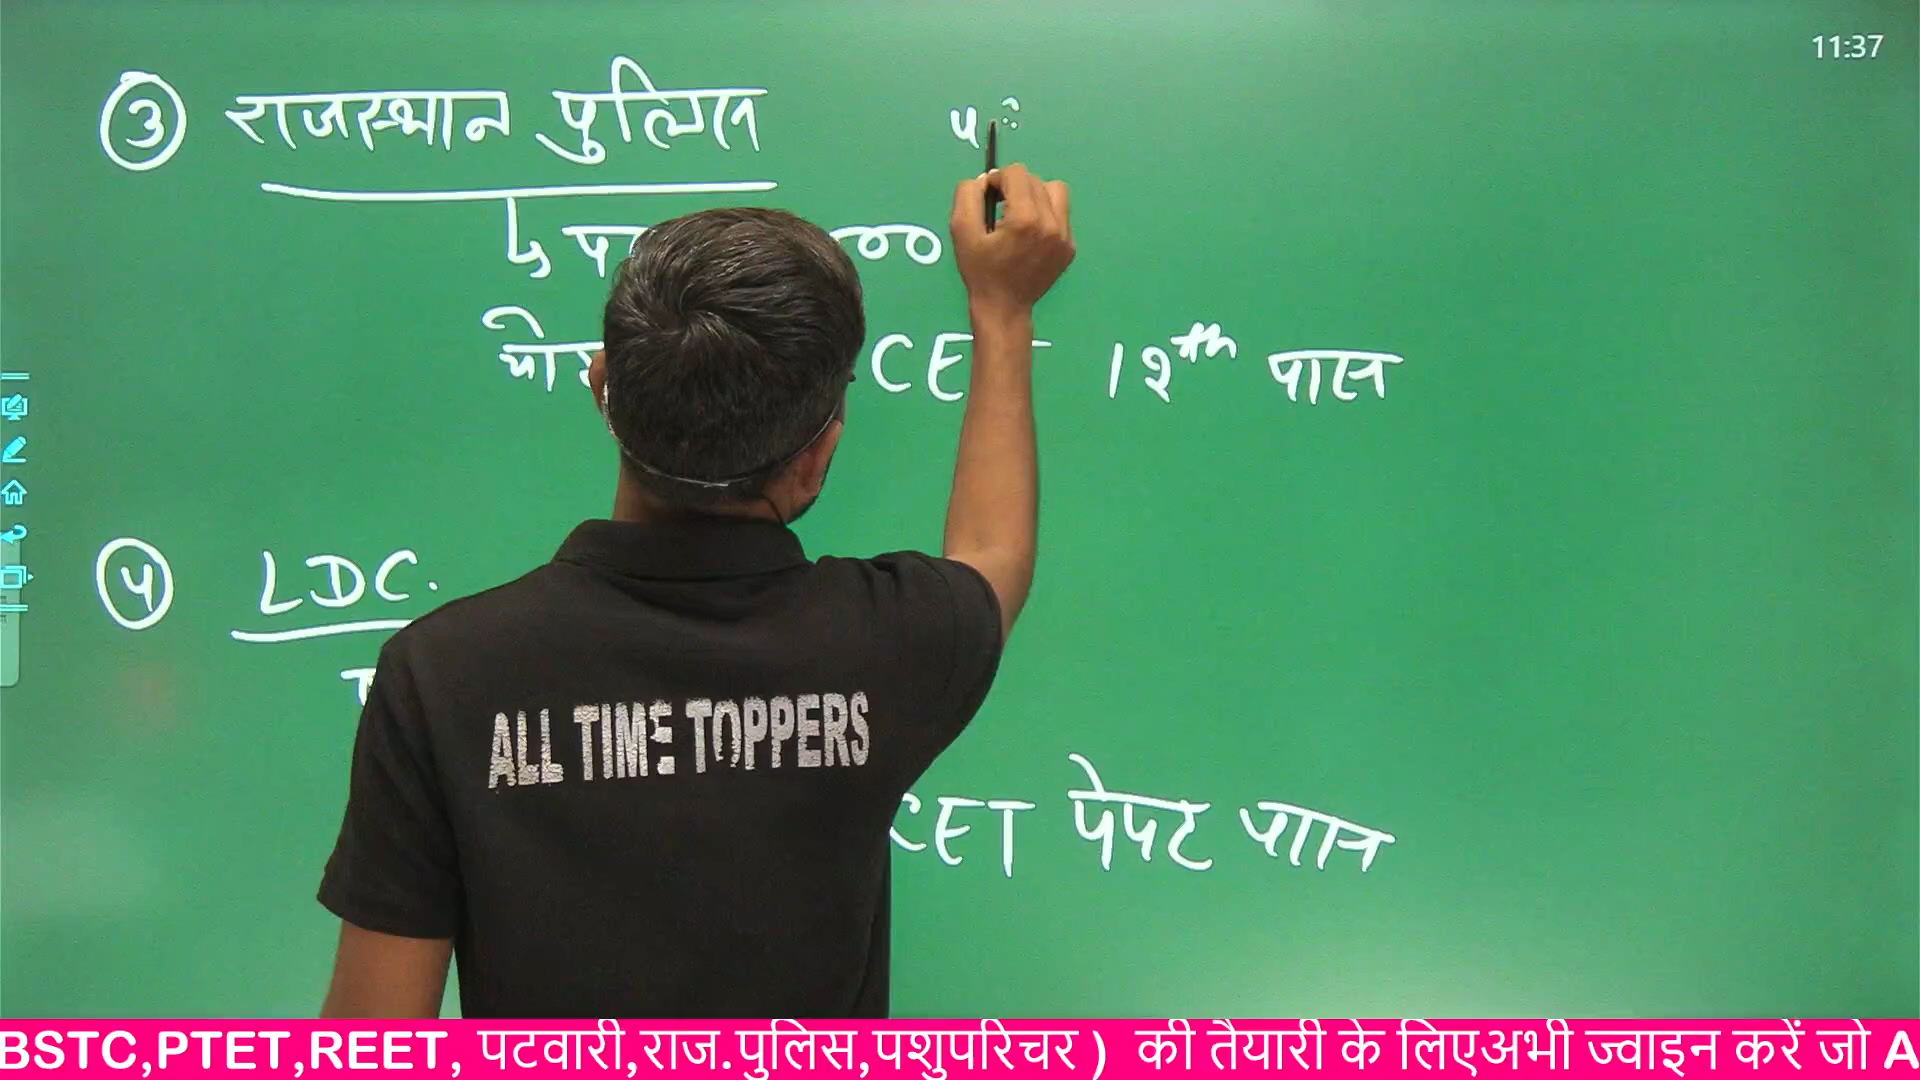 11:37
③ राजस्थान पुलिस
CET 12th पास
④ LDC.
ALL TIME TOPPERS
CET पेपर पास
BSTC,PTET,REET, पटवारी,राज.पुलिस,पशुपरिचर ) की तैयारी के लिएअभी ज्वाइन करें जो A